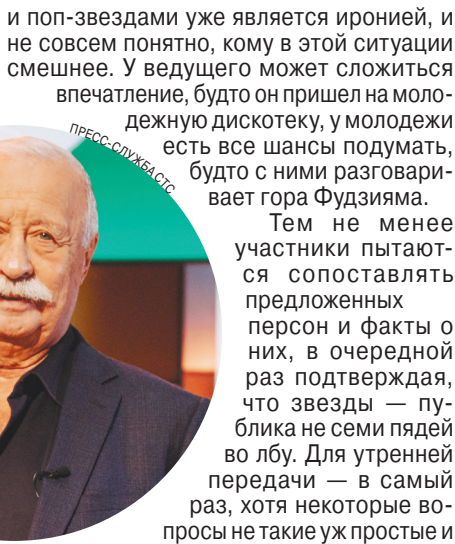 и поп-звездами уже является иронией, и
не совсем понятно, кому в этой ситуации
смешнее. У ведущего может сложиться
впечатление, будто он пришел на моло-
дежную дискотеку, у молодежи
есть все шансы подумать,
будто с ними разговари-
вает гора Фудзияма.
Тем не менее
участники пытают-
ся сопоставлять
предложенных
персон и факты о
них, в очередной
раз подтверждая,
что звезды — пу-
блика не семи пядей
во лбу. Для утренней
передачи — в самый
раз, хотя некоторые во-
просы не такие уж простые и
ПРЕСС-СЛУЖБА СТС